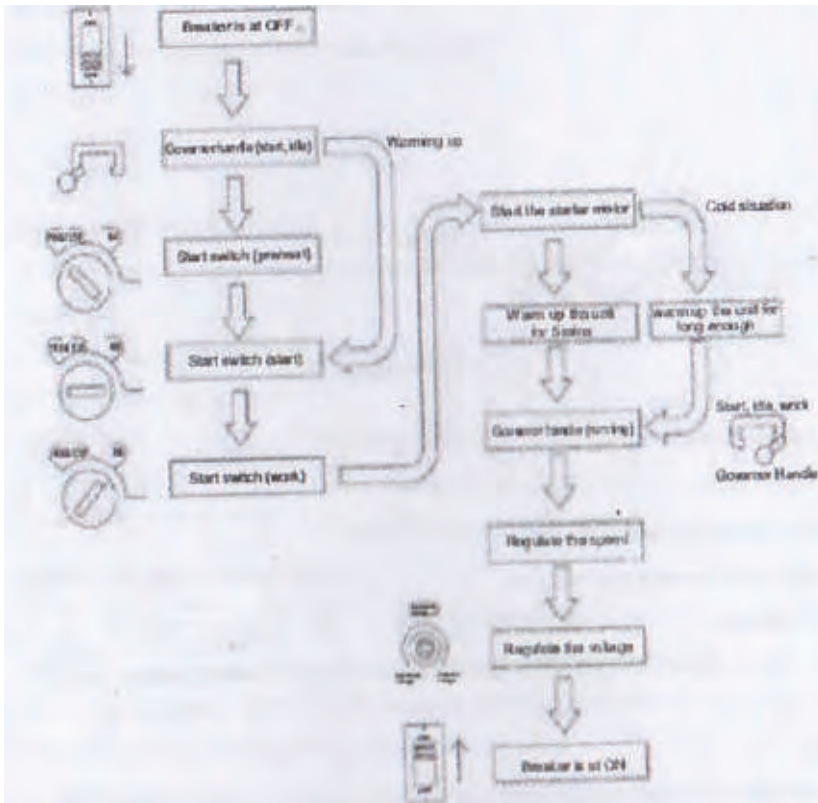 Breaker is at OFF
Governor handle (start, idle)
Warming up
Start switch (preheat)
Start switch (start)
Start switch (work)
Start the starter motor
Cold situation
Warm up the unit
for 5mins
warm up the unit for
long enough
Governor handle (running)
Start, idle, work
Governor Handle
Regulate the speed
Regulate the voltage
Breaker is at ON